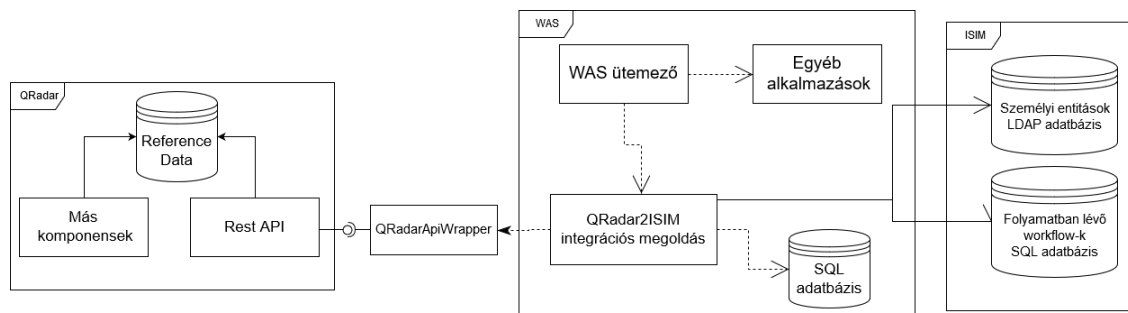 QRadar
Reference
Data
Más
komponensek
Rest API
QRadarApiWrapper
WAS
WAS ütemező
Egyéb
alkalmazások
QRadar2ISIM
integrációs megoldás
SQL
adatbázis
ISIM
Személyi entitások
LDAP adatbázis
Folyamatban lévő
workflow-k
SQL adatbázis